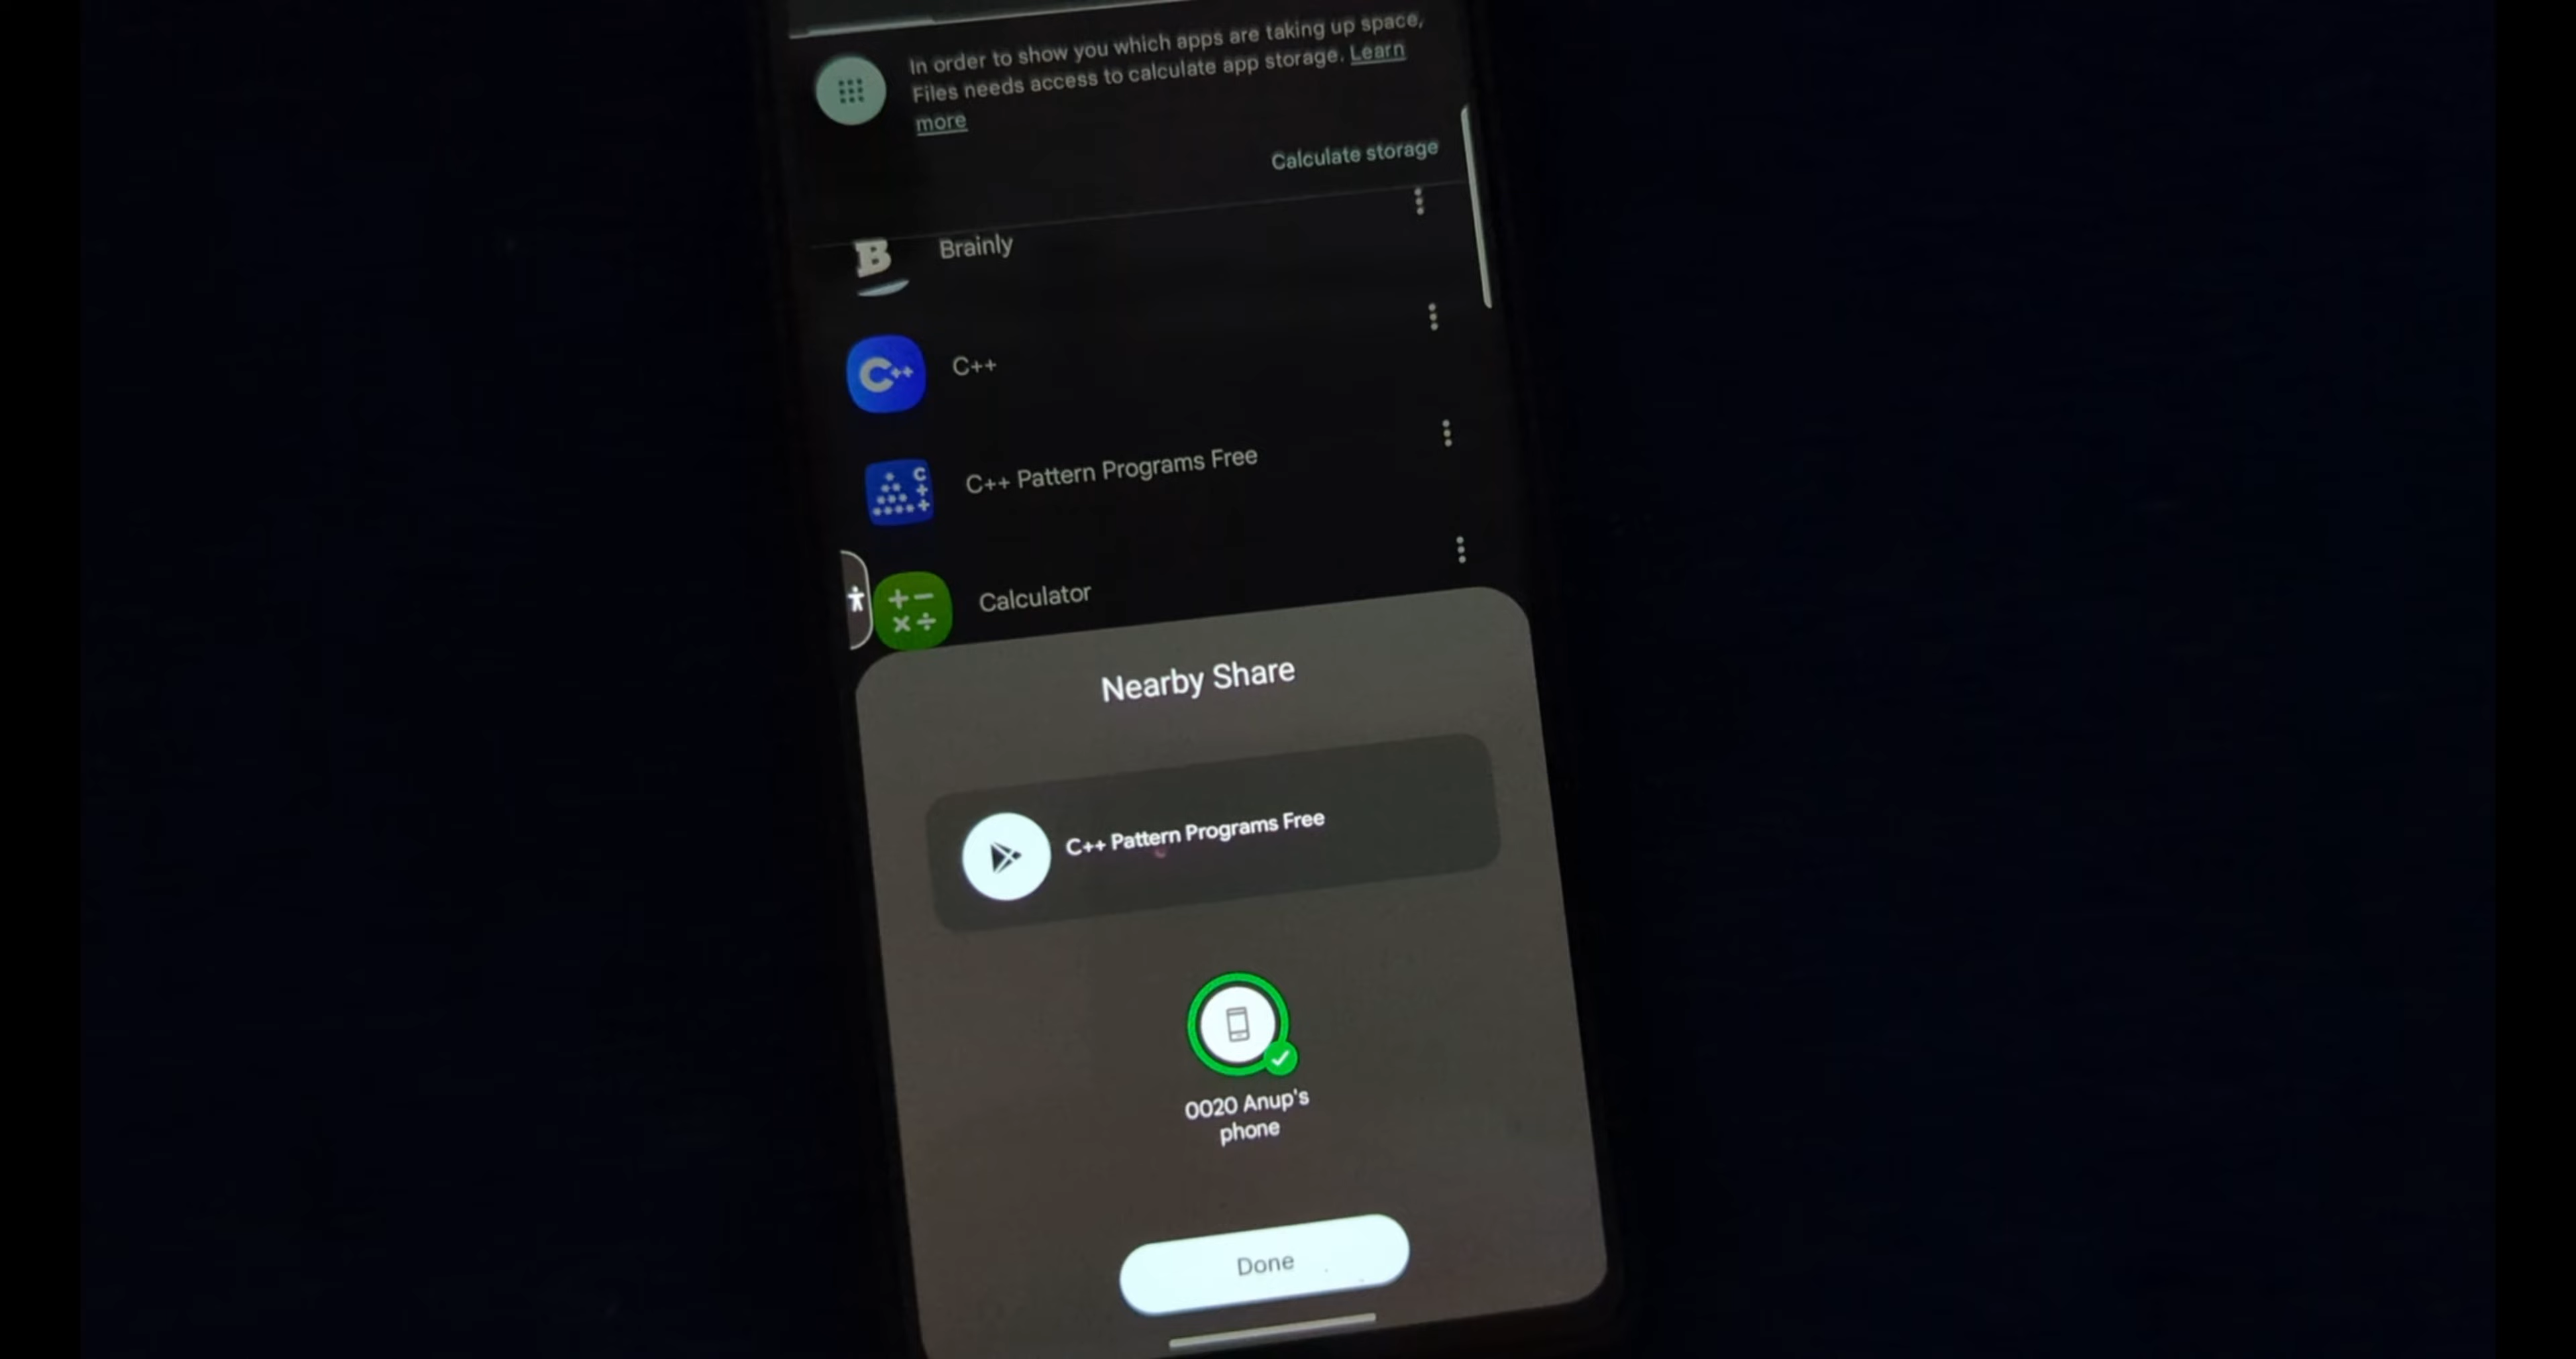 In order to show you which apps are taking up space,
Files needs access to calculate app storage. Learn
more
Calculate storage
B
Brainly
C++
C++
C++
C++ Pattern Programs Free
Calculator
Nearby Share
C++ Pattern Programs Free
0020 Anup's
phone
Done